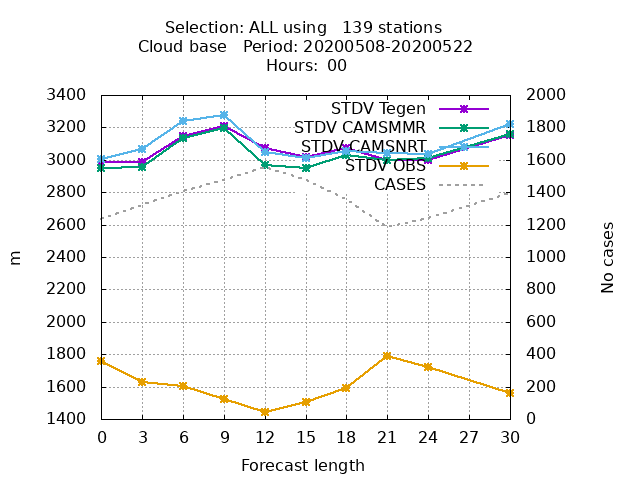 Selection: ALL using   139 stations
Cloud base   Period: 20200508-20200522
Hours:  00
3400
3200
3000
2800
2600
2400
2200
2000
1800
1600
1400
2000
1800
1600
1400
1200
1000
800
600
400
200
0
STDV Tegen
STDV CAMSMMR
STDV CAMSNRT
STDV OBS
CASES
m
No cases
0 3 6 9 12 15 18 21 24 27 30
Forecast length